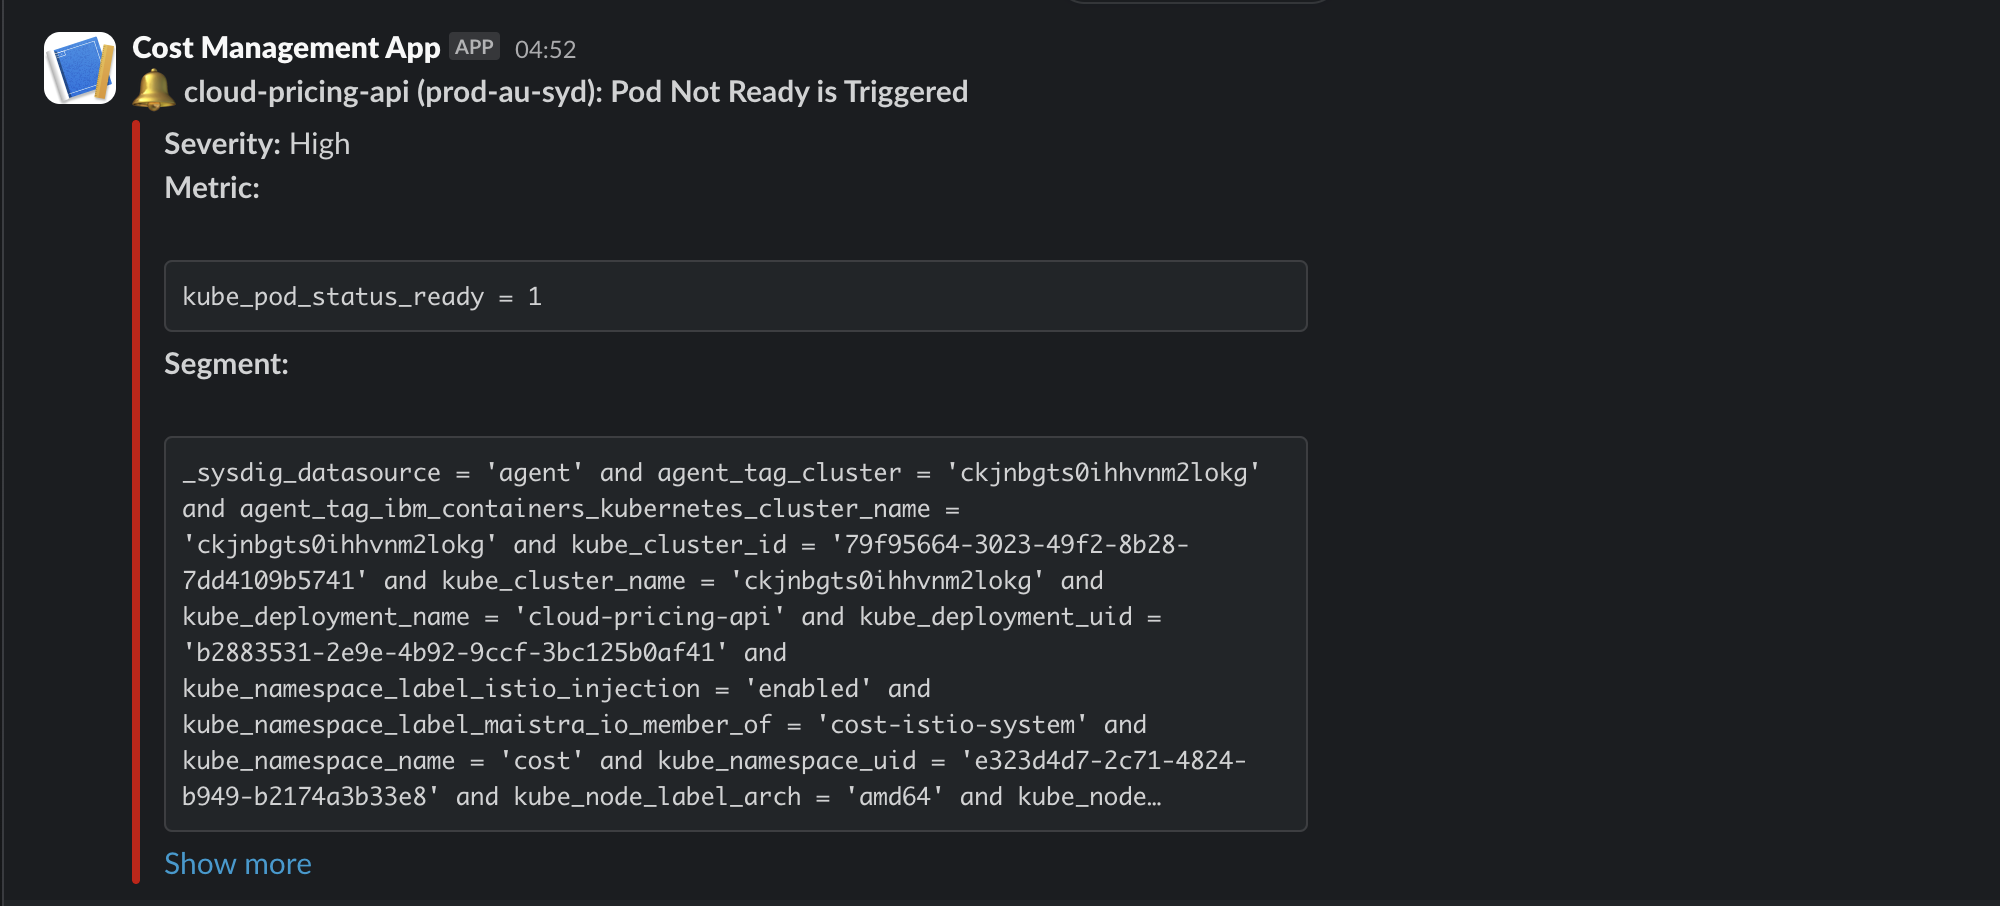 Cost Management App APP 04:52
cloud-pricing-api (prod-au-syd): Pod Not Ready is Triggered
Severity: High
Metric:
kube_pod_status_ready = 1
Segment:
_sysdig_datasource = 'agent' and agent_tag_cluster = 'ckjnbgts0ihhvnm2lokg'
and agent_tag_ibm_containers_kubernetes_cluster_name =
'ckjnbgts0ihhvnm2lokg' and kube_cluster_id = '79f95664-3023-49f2-8b28-
7dd4109b5741' and kube_cluster_name = 'ckjnbgts0ihhvnm2lokg' and
kube_deployment_name = 'cloud-pricing-api' and kube_deployment_uid =
'b2883531-2e9e-4b92-9ccf-3bc125b0af41' and
kube_namespace_label_istio_injection = 'enabled' and
kube_namespace_label_maistra_io_member_of = 'cost-istio-system' and
kube_namespace_name = 'cost' and kube_namespace_uid = 'e323d4d7-2c71-4824-
b949-b2174a3b33e8' and kube_node_label_arch = 'amd64' and kube_node…
Show more